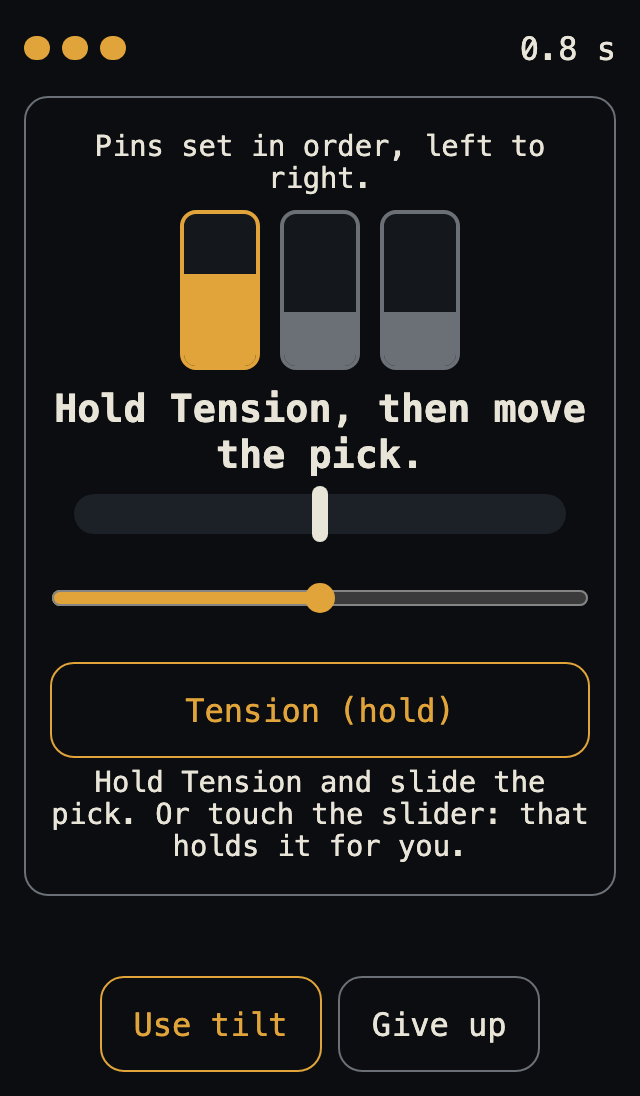 0.8 s
Pins set in order, left to
right.
Hold Tension, then move
the pick.
Tension (hold)
Hold Tension and slide the
pick. Or touch the slider: that
holds it for you.
Use tilt
Give up